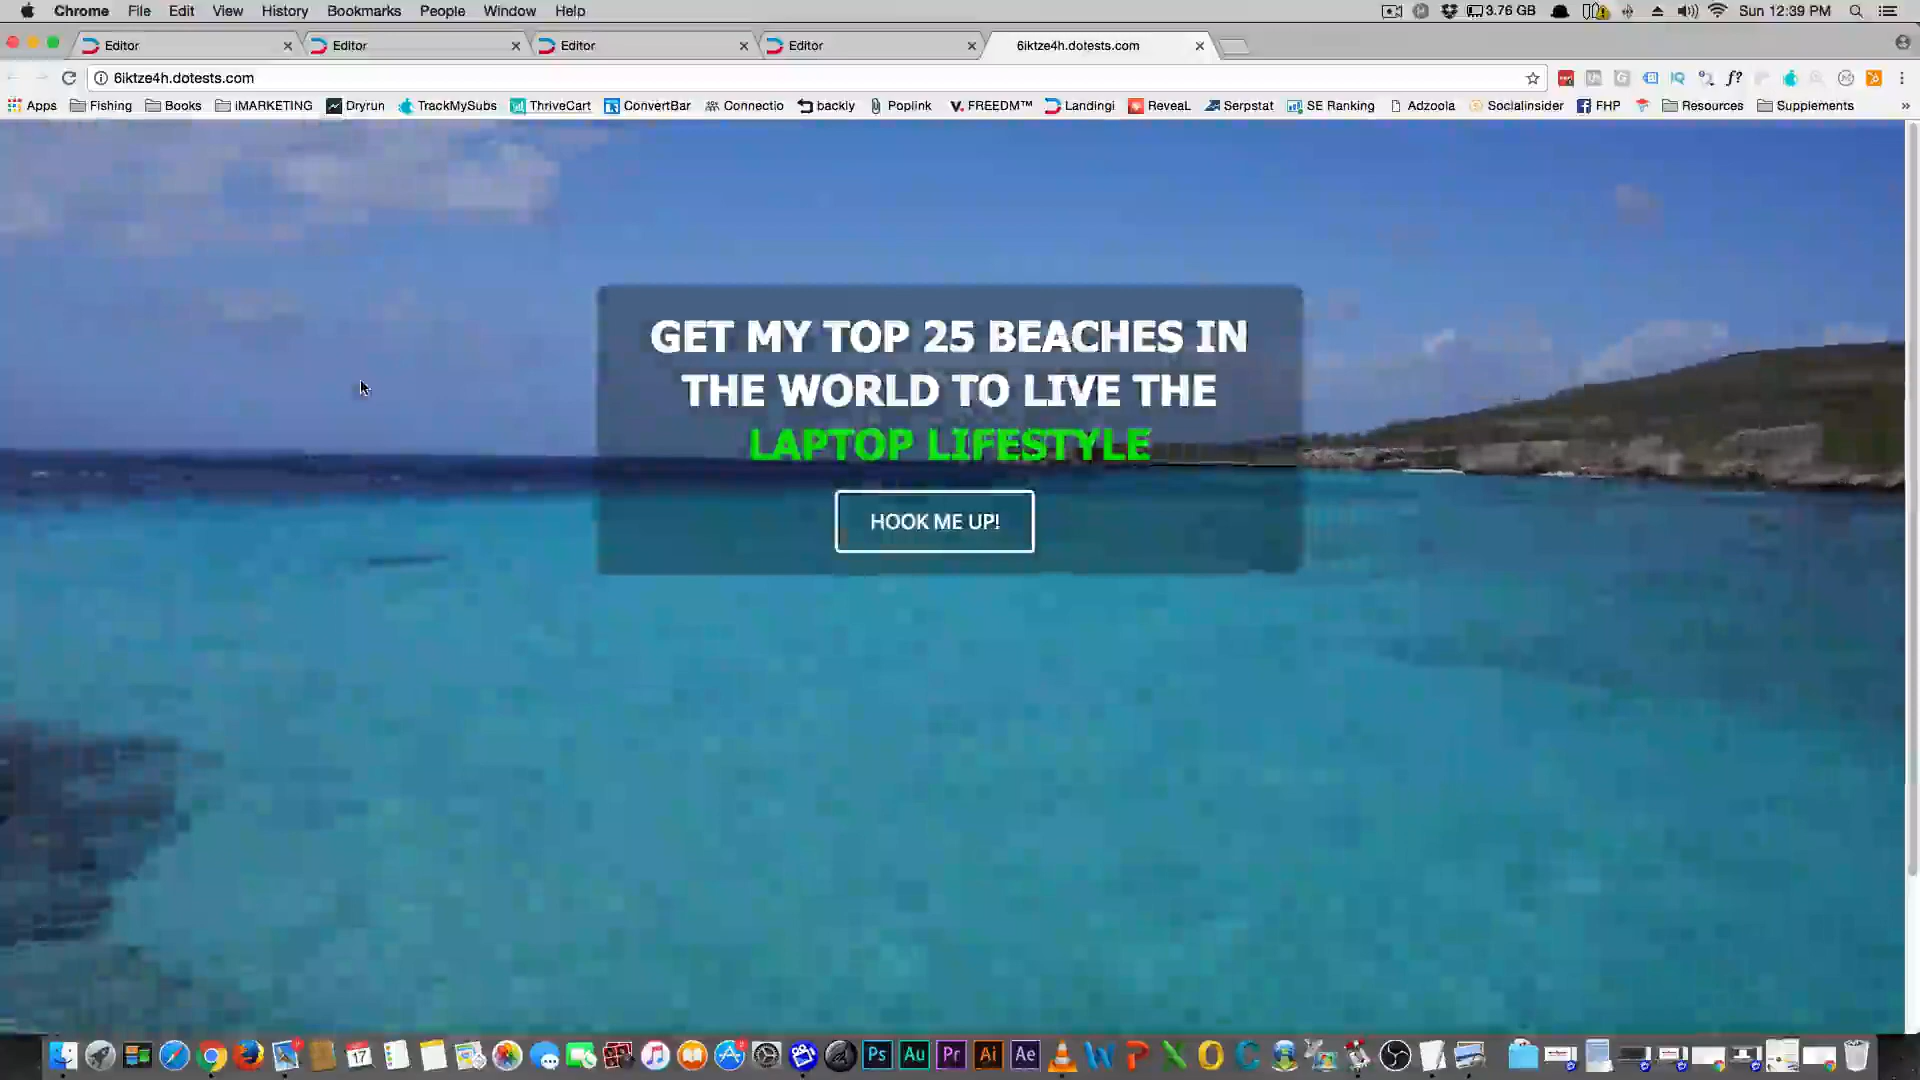 Chrome File Edit View History Bookmarks People Window Help 3.76 GB Sun 12:39 PM
Editor Editor Editor Editor 6iktze4h.dotests.com
6iktze4h.dotests.com f?
Apps Fishing Books iMARKETING Dryrun TrackMySubs ThriveCart ConvertBar Connectio backly Poplink V. FREEDM™ Landingi ReveaL Serpstat SE Ranking Adzoola Socialinsider FHP Resources Supplements »
GET MY TOP 25 BEACHES IN
THE WORLD TO LIVE THE
LAPTOP LIFESTYLE
HOOK ME UP!
17 Ps Au Pr Ai Ae